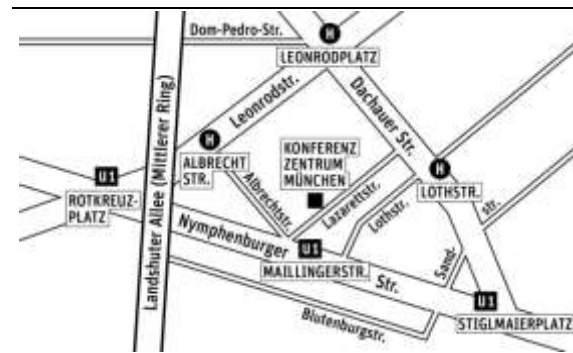 Dom-Pedro-Str.
H
LEONRODPLATZ
Landshuter Allee (Mittlerer Ring)
Leonrodstr.
Dachauer Str.
H
ALBRECHT
STR.
KONFERENZ
ZENTRUM
MÜNCHEN
H
LOTHSTR.
U1
ROTKREUZ-
PLATZ
Albrechtstr.
Lazarettstr.
Lothstr.
Nymphenburger
Str.
U1
MAILLINGERSTR.
Sand-
str.
U1
STIGLMAIERPLATZ
Blutenburgstr.